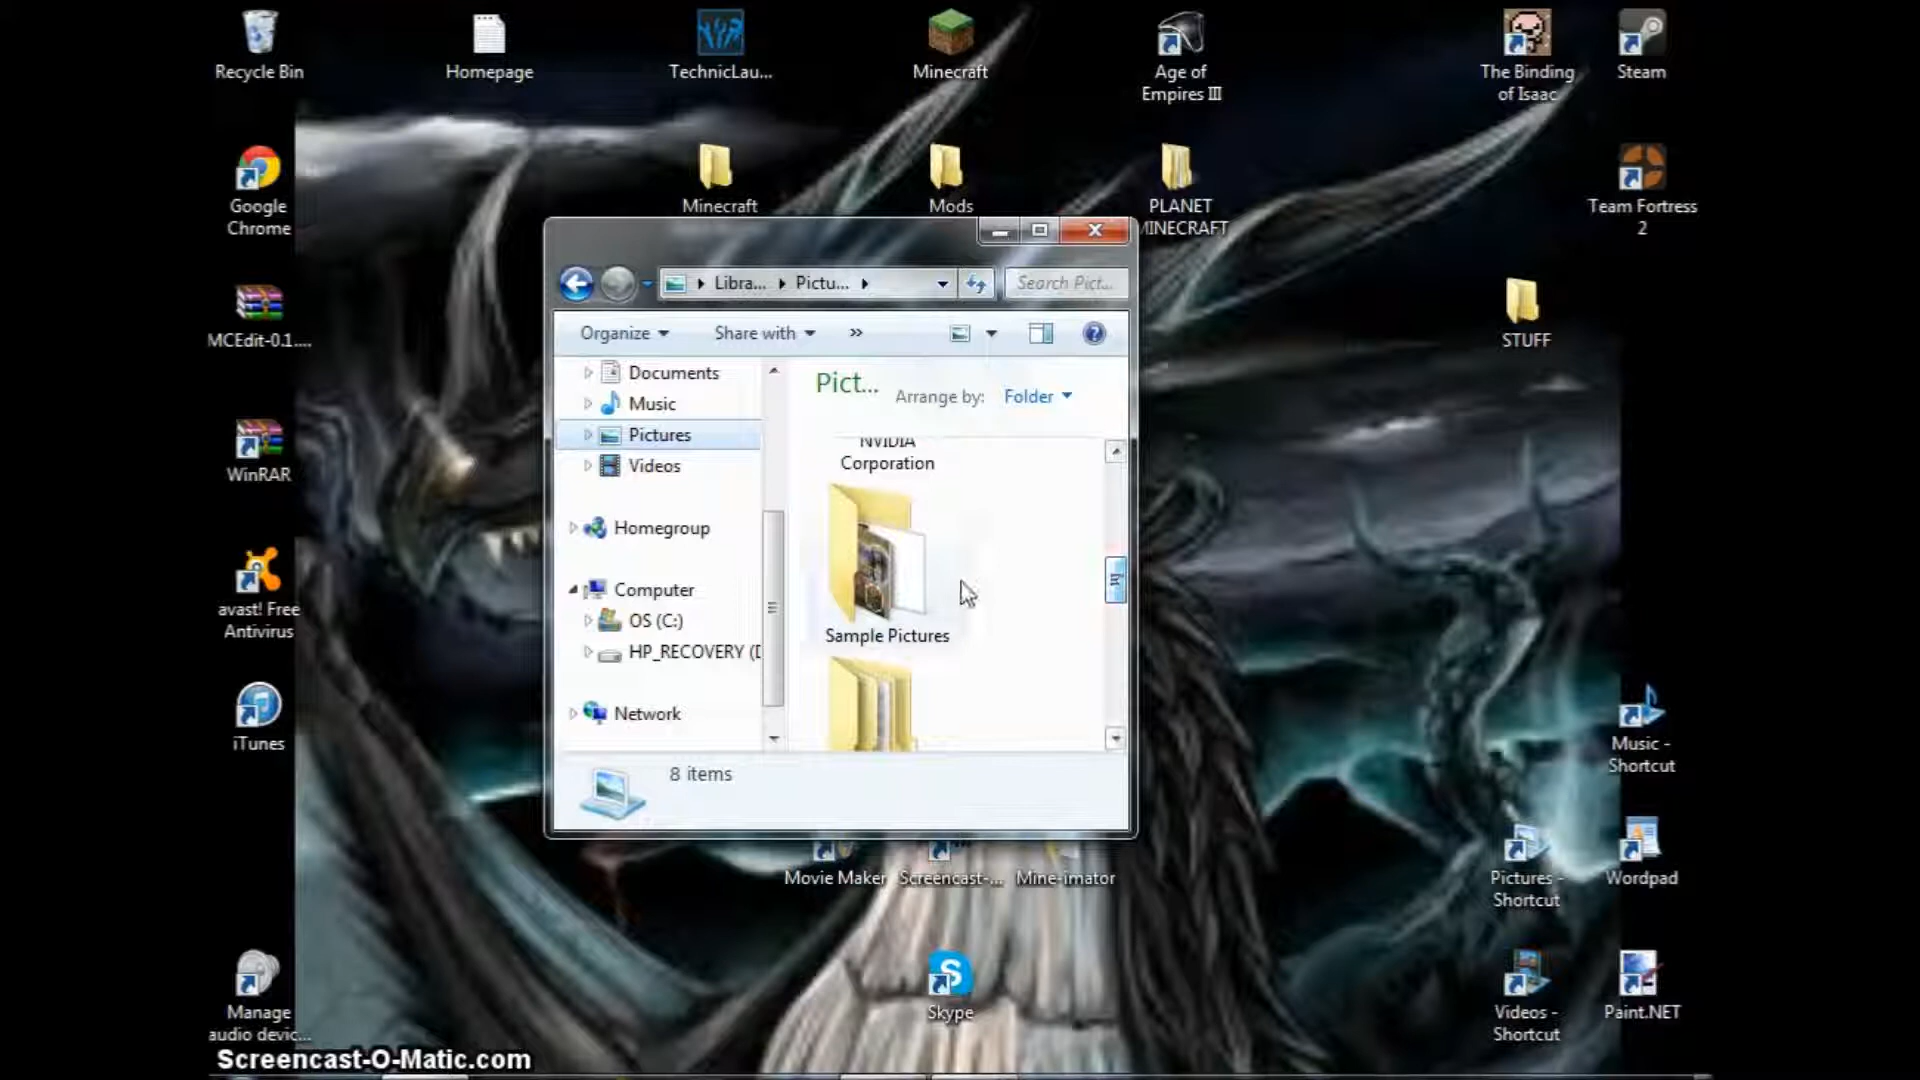 Recycle Bin
Homepage
TechnicLau...
Minecraft
Age of
Empires III
The Binding
of Isaac
Steam
Google
Chrome
Minecraft
Mods
PLANET
MINECRAFT
Team Fortress
2
Libra...
Pictu...
Search Pict...
MCEdit-0.1....
STUFF
Organize
Share with
»
Documents
Music
Pictures
Videos
Pict...
Arrange by:
Folder
NVIDIA
Corporation
WinRAR
Homegroup
Computer
OS (C:)
HP_RECOVERY (D
Network
Sample Pictures
avast! Free
Antivirus
iTunes
8 items
Music -
Shortcut
Movie Maker
Screencast-...
Mine-imator
Pictures -
Shortcut
Wordpad
Manage
audio devic...
Skype
Videos -
Shortcut
Paint.NET
Screencast-O-Matic.com